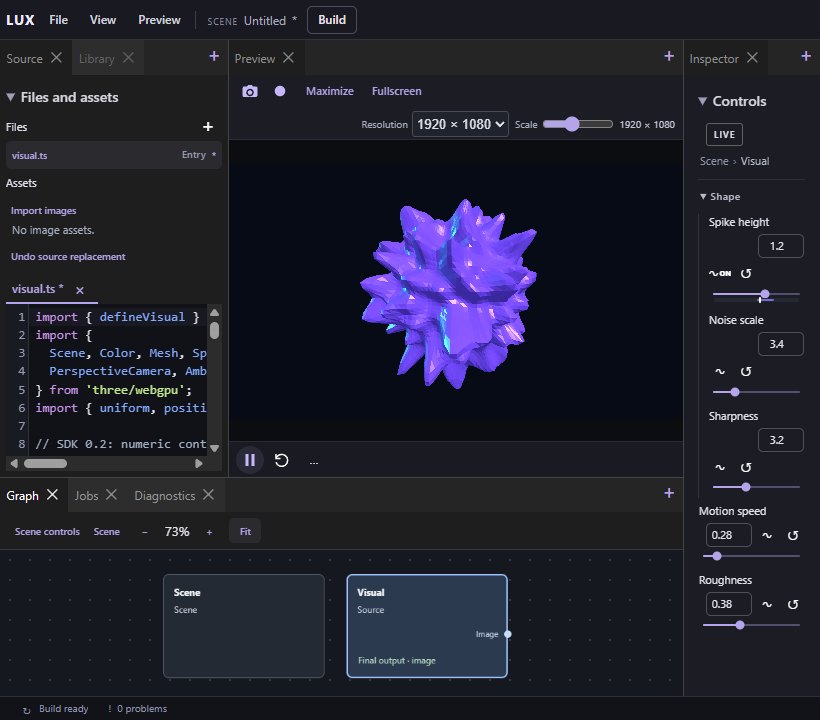 LUX File View Preview SCENE Untitled * Build
Source Library +
Files and assets
Files +
visual.ts Entry *
Assets
Import images
No image assets.
Undo source replacement
visual.ts *
1 import { defineVisual }
2 import {
3 Scene, Color, Mesh, Sp
4 PerspectiveCamera, Amb
5 } from 'three/webgpu';
6 import { uniform, positi
7
8 // SDK 0.2: numeric cont
Preview +
Maximize Fullscreen
Resolution 1920 × 1080 Scale 1920 × 1080
...
Graph Jobs Diagnostics +
Scene controls Scene − 73% + Fit
Scene
Scene
Visual
Source
Image
Final output · image
Inspector +
Controls
LIVE
Scene › Visual
Shape
Spike height
1.2
ON
Noise scale
3.4
Sharpness
3.2
Motion speed
0.28
Roughness
0.38
Build ready ! 0 problems